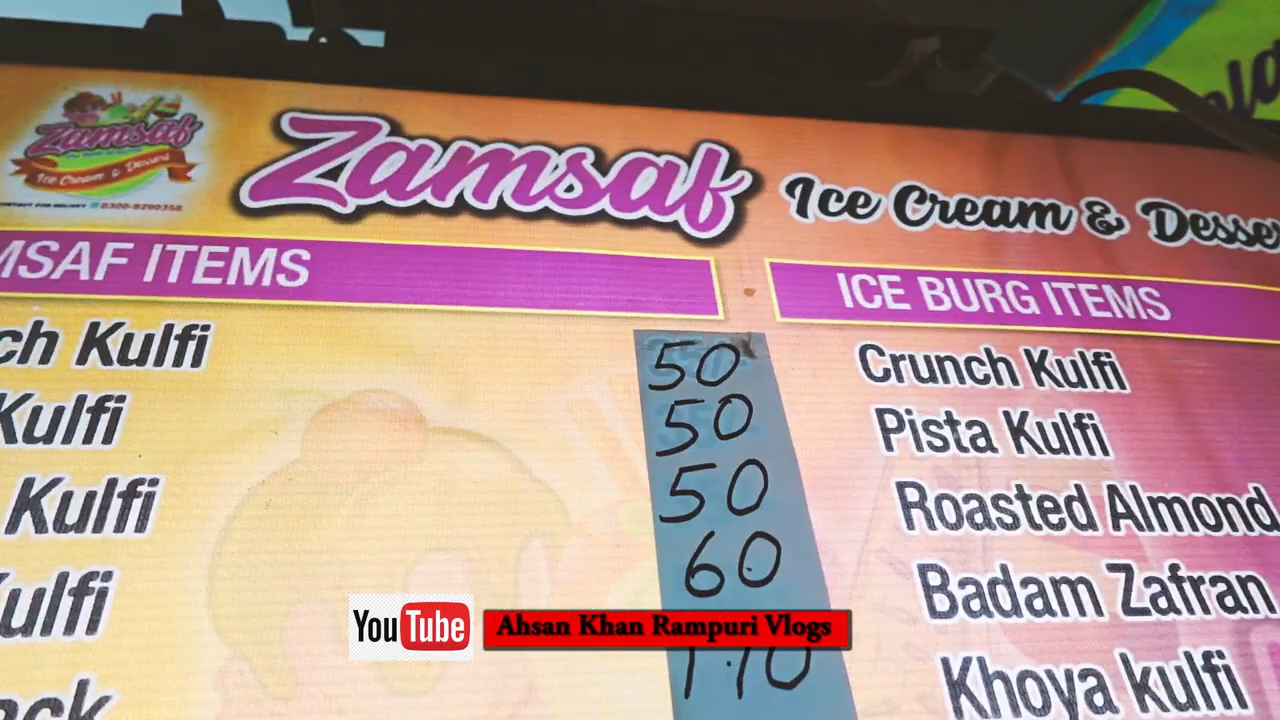 Zamsaf
Ice Cream & Dessert
0300-9290358
Zamsaf Ice Cream & Desser
MSAF ITEMS
ch Kulfi 50
Kulfi 50
Kulfi 50
ulfi 60
110
ICE BURG ITEMS
Crunch Kulfi
Pista Kulfi
Roasted Almond
Badam Zafran
Khoya kulfi
YouTube Ahsan Khan Rampuri Vlogs